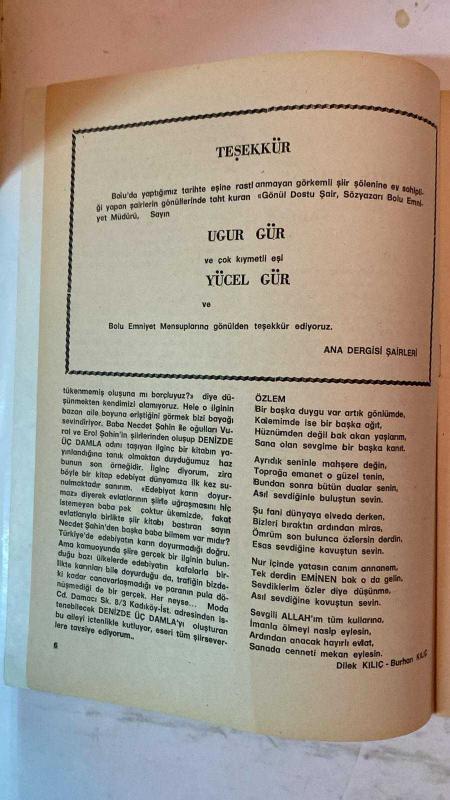 TEŞEKKÜR
Bolu'da yaptığımız tarihte eşine rastlanmayan görkemli şiir şölenine ev sahipli-
ği yapan şairlerin gönüllerinde taht kuran «Gönül Dostu Şair, Sözyazarı Bolu Emni-
yet Müdürü, Sayın
UGUR GÜR
ve çok kıymetli eşi
YÜCEL GÜR
ve
Bolu Emniyet Mensuplarına gönülden teşekkür ediyoruz.
ANA DERGİSİ ŞAİRLERİ
tükenmemiş oluşuna mı borçluyuz?» diye dü-
şünmekten kendimizi alamıyoruz. Hele o ilginin
bazan aile boyuna eriştiğini görmek bizi bayağı
sevindiriyor. Baba Necdet Şahin ile oğulları Vu-
ral ve Erol Şahin'in şiirlerinden oluşup DENİZDE
ÜÇ DAMLA adını taşıyan ilginç bir kitabın ya-
yınlandığına tanık olmaktan duyduğumuz haz
bunun son örneğidir. İlginç diyorum, zira
böyle bir kitap edebiyat dünyamıza ilk kez su-
nulmaktadır sanırım. «Edebiyat karın doyur-
maz» diyerek evlatlarının şiirle uğraşmasını hiç
istemeyen baba pek çoktur ülkemizde, fakat
evlatlarıyla birlikte şiir kitabı bastıran sayın
Necdet Şahin'den başka baba bilmem var mıdır?
Türkiye'de edebiyatın karın doyurmadığı doğru.
Ama kamuoyunda şiire gerçek bir ilginin bulun-
duğu bazı ülkelerde edebiyatın kafalarla bir-
likte karınları bile doyurduğu da, trafiğin bizde-
ki kadar canavarlaşmadığı ve paranın pula dö-
nüşmediği de bir gerçek. Her neyse... Moda
Cd. Damacı Sk. 8/3 Kadıköy-İst. adresinden is-
tenebilecek DENİZDE ÜÇ DAMLA'yı oluşturan
bu aileyi içtenlikle kutluyor, eseri tüm şiirsever-
lere tavsiye ediyorum..
6
ÖZLEM
Bir başka duygu var artık gönlümde,
Kalemimde ise bir başka ağıt,
Hüznümden değil bak akan yaşlarım,
Sana olan sevgime bir başka kanıt.
Ayrıdık seninle mahşere değin,
Toprağa emanet o güzel tenin,
Bundan sonra bütün dualar senin,
Asıl sevdiğinle buluştun sevin.
Şu fani dünyaya elveda derken,
Bizleri bıraktın ardından miras,
Ömrüm son bulunca özlersin derdin,
Esas sevdiğine kavuştun sevin.
Nur içinde yatasın canım annanem,
Tek derdin EMİNEN bak o da gelin,
Sevdiklerim özler diye düşünme,
Asıl sevdiğine kovuştun sevin.
Sevgili ALLAH'ım tüm kullarına,
İmanla ölmeyi nasip eylesin,
Ardından anacak hayırlı evlat,
Sanada cenneti mekan eylesin.
Dilek KILIÇ - Burhan KILIÇ